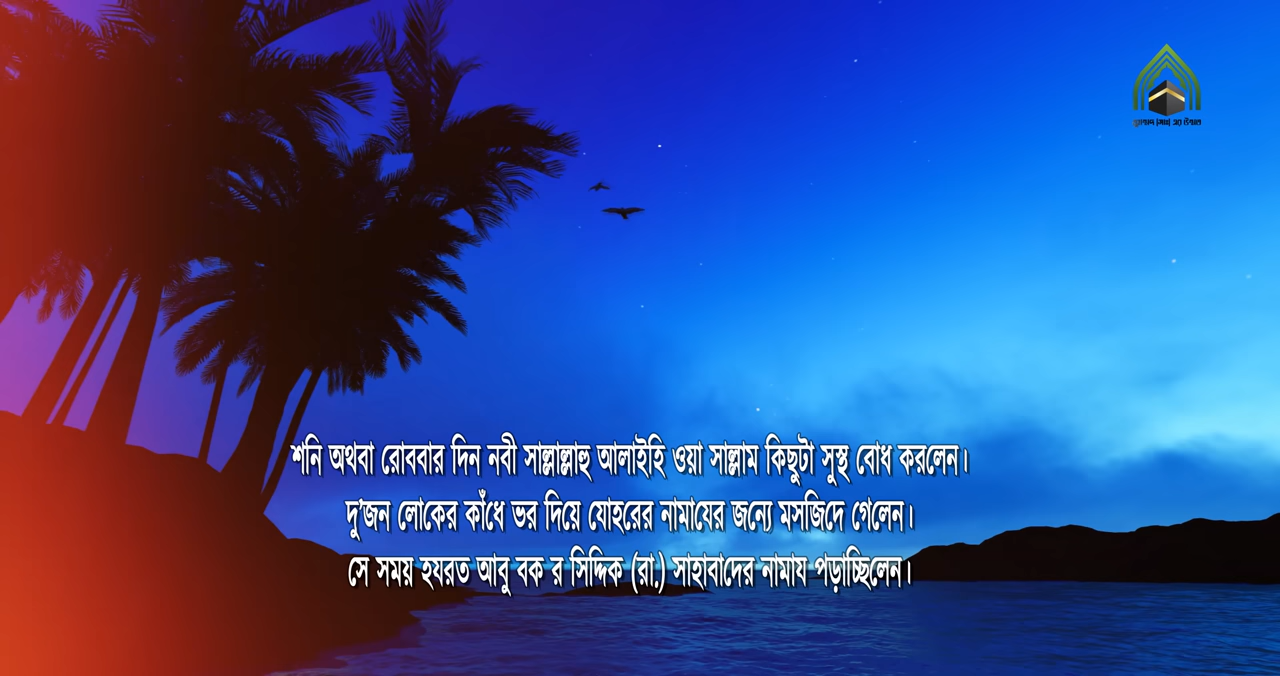 শনি অথবা রোববার দিন নবী সাল্লাল্লাহু আলাইহি ওয়া সাল্লাম কিছুটা সুস্থ বোধ করলেন।
দু'জন লোকের কাঁধে ভর দিয়ে যোহরের নামাযের জন্যে মসজিদে গেলেন।
সে সময় হযরত আবু বক র সিদ্দিক (রা.) সাহাবাদের নামায পড়াচ্ছিলেন।